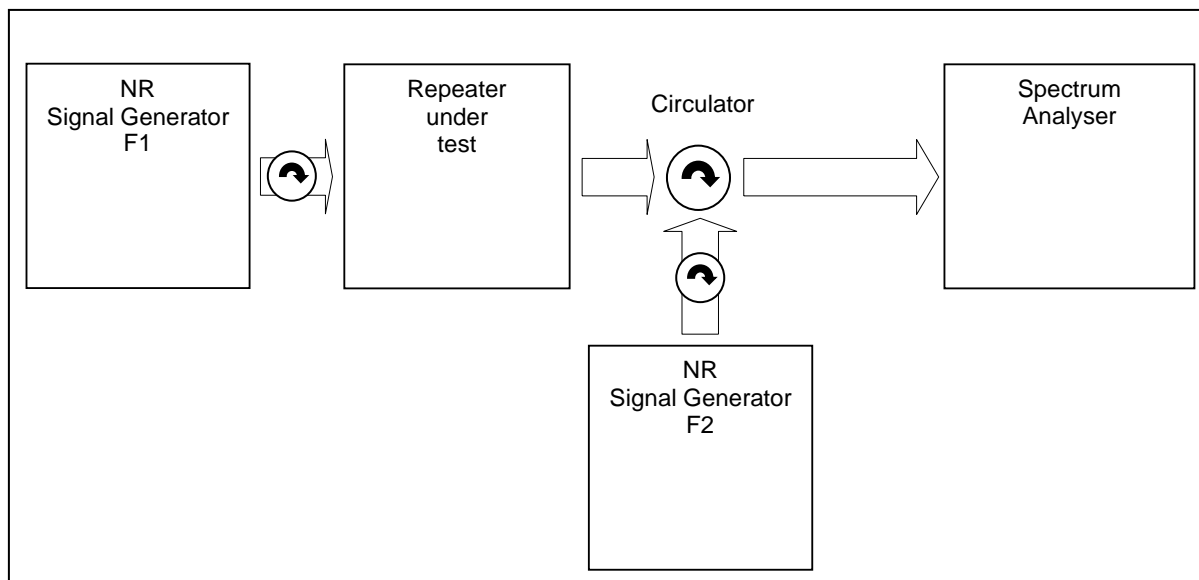 NR
Signal Generator
F1
Repeater
under
test
Circulator
Spectrum
Analyser
NR
Signal Generator
F2